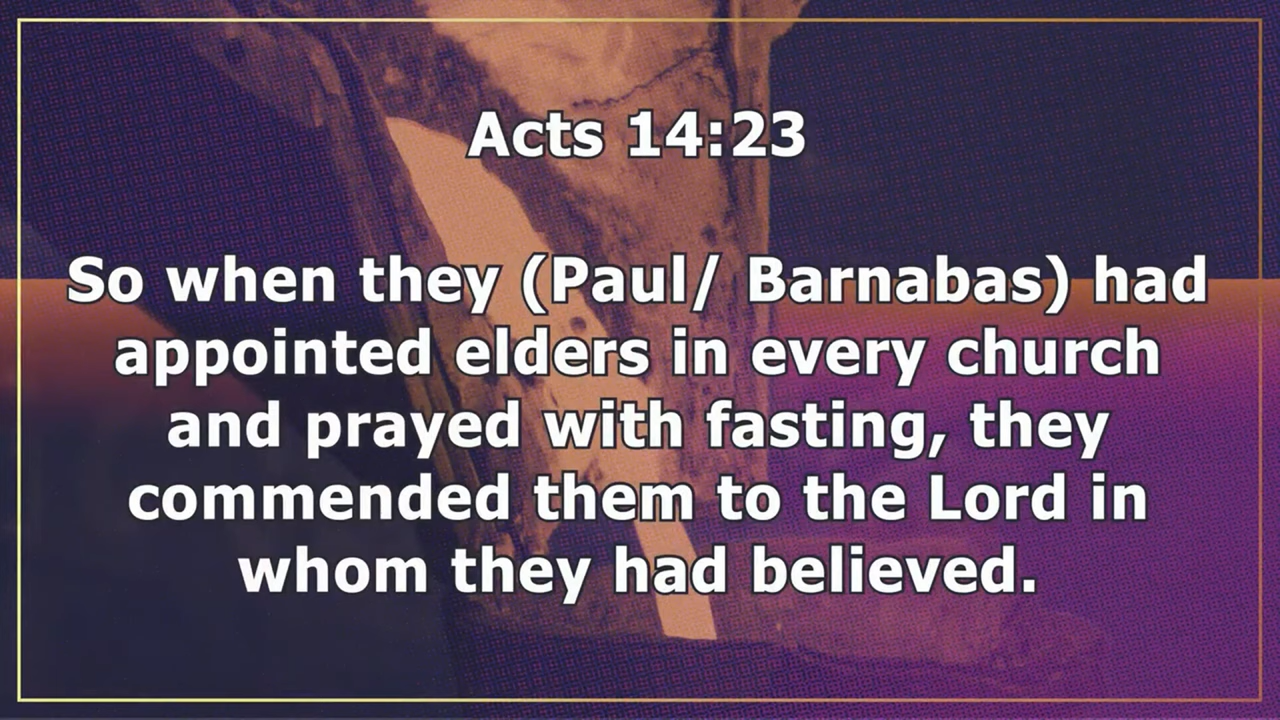 Acts 14:23
So when they (Paul/ Barnabas) had
appointed elders in every church
and prayed with fasting, they
commended them to the Lord in
whom they had believed.